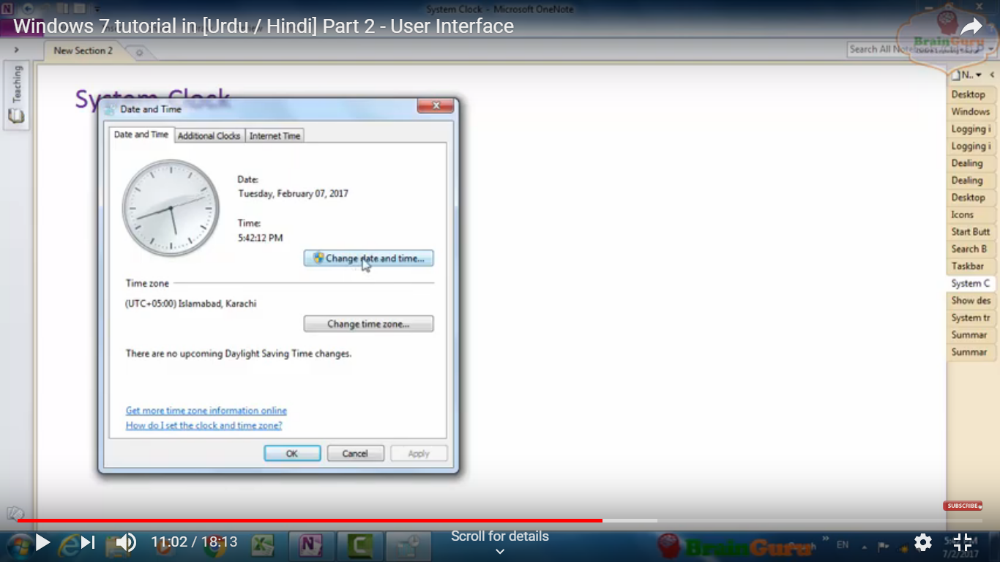 System Clock - Microsoft OneNote
Windows 7 tutorial in [Urdu / Hindi] Part 2 - User Interface
New Section 2
Search All
BrainGuru
Teaching
N..
System Clock
Date and Time
Date and Time Additional Clocks Internet Time
Date:
Tuesday, February 07, 2017
Time:
5:42:12 PM
Change date and time...
Time zone
(UTC+05:00) Islamabad, Karachi
Change time zone...
There are no upcoming Daylight Saving Time changes.
Get more time zone information online
How do I set the clock and time zone?
OK Cancel Apply
Desktop
Windows
Logging i
Logging i
Dealing
Dealing
Desktop
Icons
Start Butt
Search B
Taskbar
System C
Show des
System tr
Summar
Summar
SUBSCRIBE
11:02 / 18:13
Scroll for details
BrainGuru
EN
7/2/2017